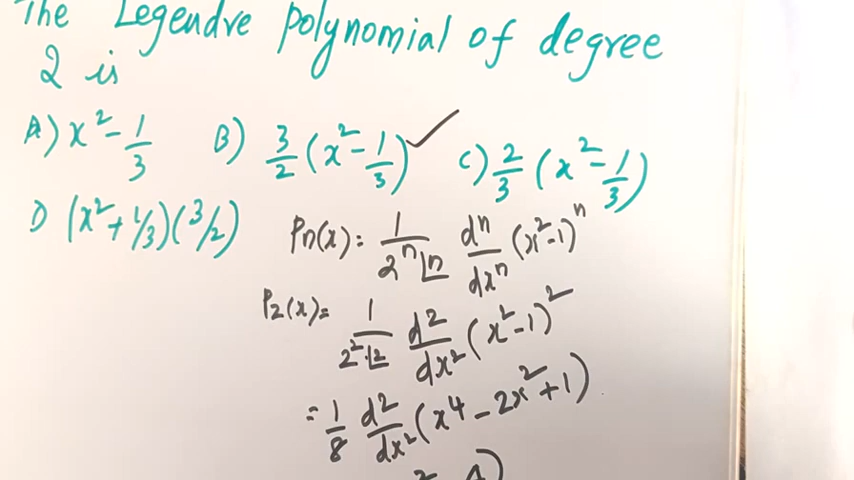 The Legendre polynomial of degree
2 is
A) x² - 1/3 B) 3/2 (x² - 1/3) ✓ C) 2/3 (x² - 1/3)
D (x² + 1/3)(3/2)
Pn(x) = 1/(2ⁿ |n) dⁿ/dxⁿ (x² - 1)ⁿ
P2(x) = 1/(2² · |2) d²/dx² (x² - 1)²
= 1/8 d²/dx² (x⁴ - 2x² + 1)